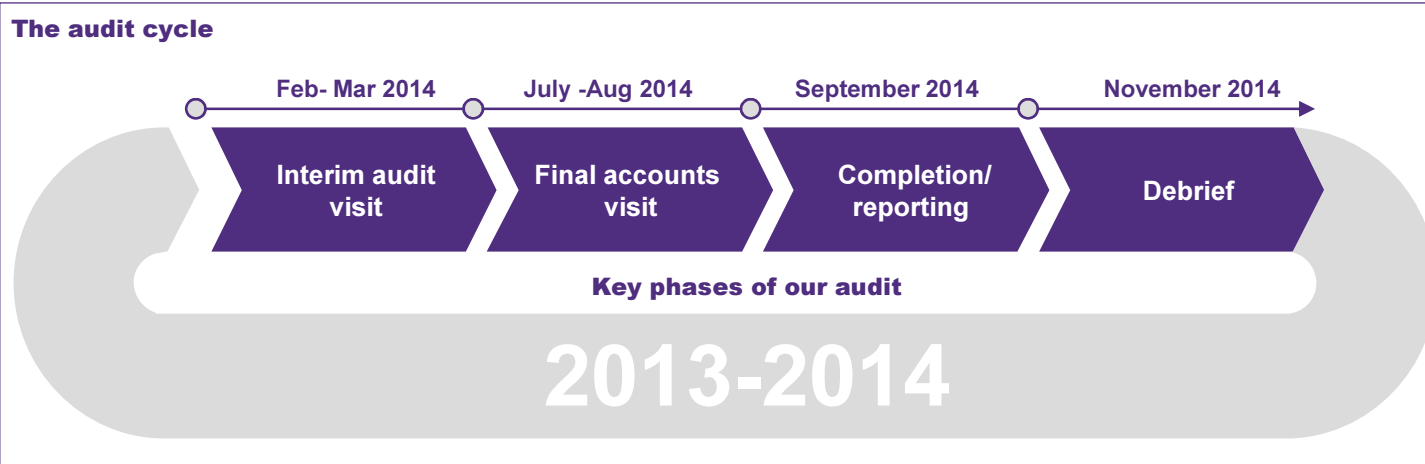 The audit cycle
Feb- Mar 2014
July -Aug 2014
September 2014
November 2014
Interim audit
visit
Final accounts
visit
Completion/
reporting
Debrief
Key phases of our audit
2013-2014